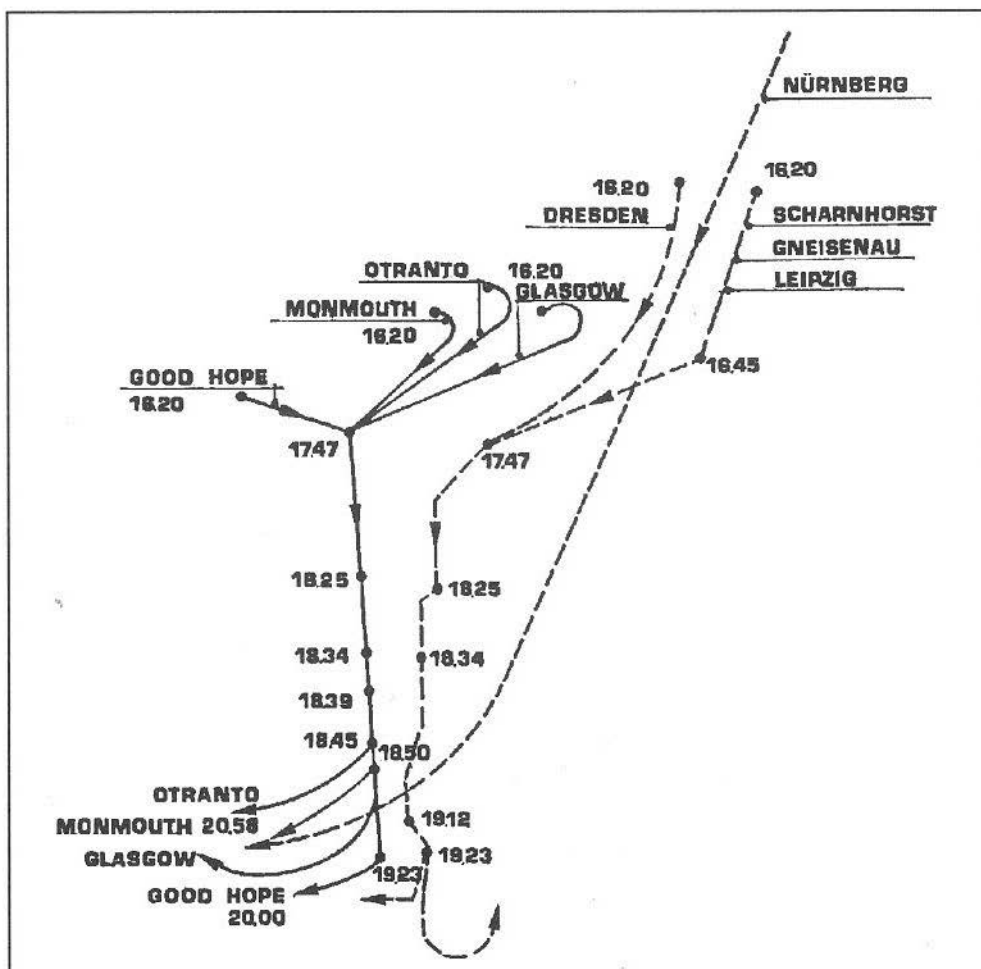 NÜRNBERG
16.20
16.20
DRESDEN
SCHARNHORST
GNEISENAU
LEIPZIG
OTRANTO
16.20
GLASGOW
MONMOUTH
16.20
GOOD HOPE
16.20
16.45
17.47
17.47
18.25
18.25
18.34
18.34
18.39
18.45
18.50
OTRANTO
MONMOUTH 20.58
19.12
GLASGOW
19.23
19.23
GOOD HOPE
20.00